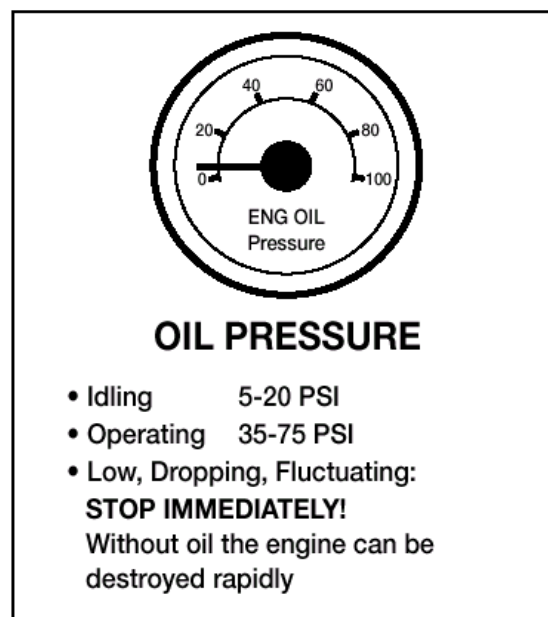 40 60
20 80
0 100
ENG OIL
Pressure
OIL PRESSURE
• Idling 5-20 PSI
• Operating 35-75 PSI
• Low, Dropping, Fluctuating:
STOP IMMEDIATELY!
Without oil the engine can be
destroyed rapidly